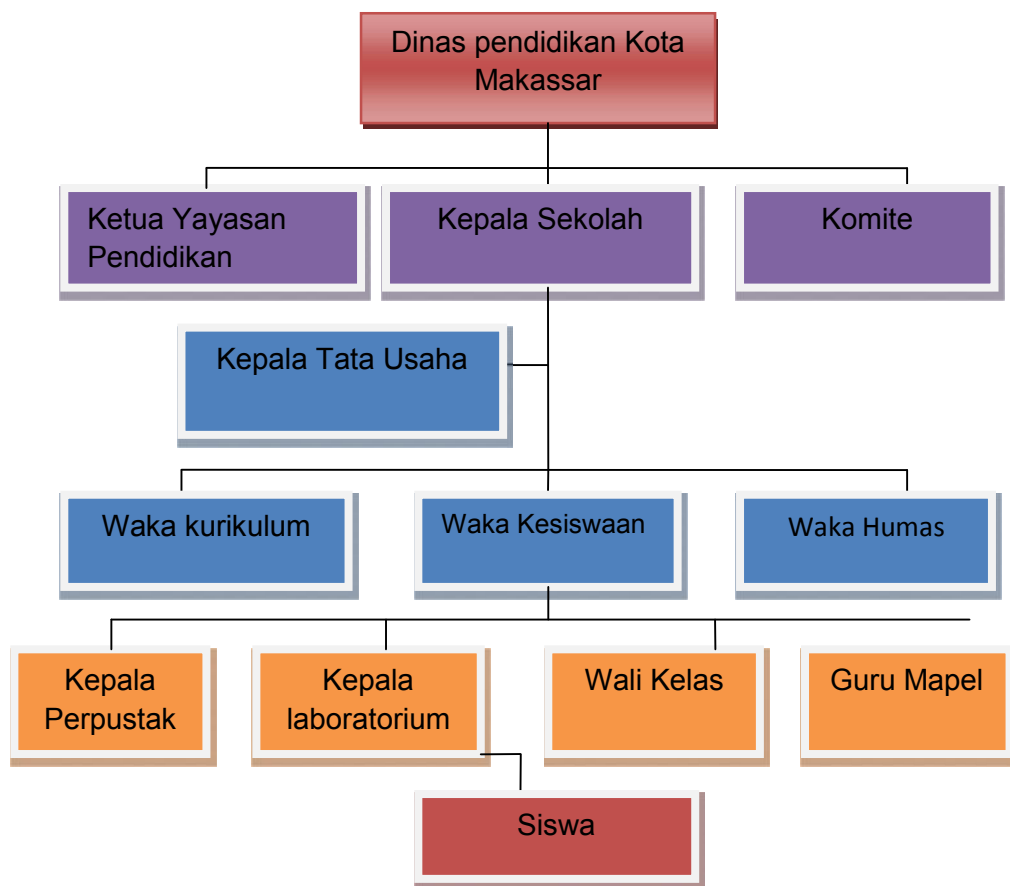 Dinas pendidikan Kota
Makassar
Ketua Yayasan
Pendidikan
Kepala Sekolah
Komite
Kepala Tata Usaha
Waka kurikulum
Waka Kesiswaan
Waka Humas
Kepala
Perpustak
Kepala
laboratorium
Wali Kelas
Guru Mapel
Siswa